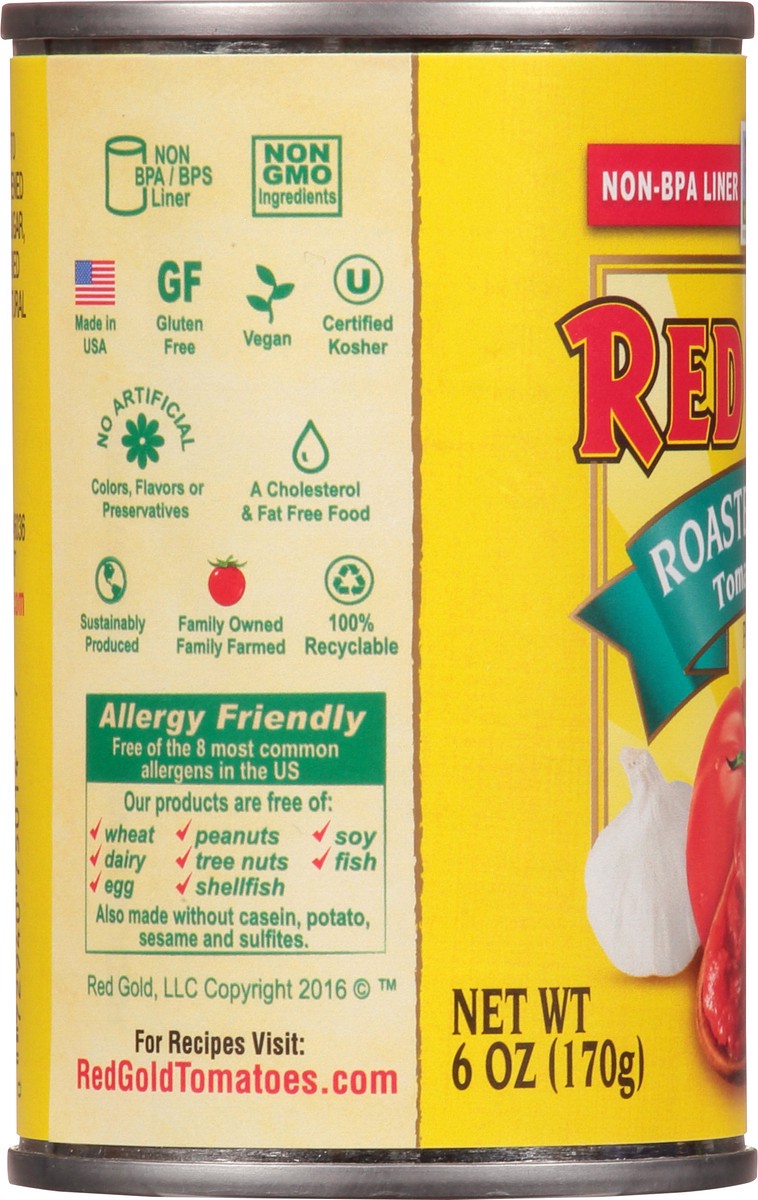 NON
BPA / BPS
Liner
NON
GMO
Ingredients
Made in
USA
GF
Gluten
Free
Vegan
U
Certified
Kosher
NO ARTIFICIAL
Colors, Flavors or
Preservatives
A Cholesterol
& Fat Free Food
Sustainably
Produced
Family Owned
Family Farmed
100%
Recyclable
Allergy Friendly
Free of the 8 most common
allergens in the US
Our products are free of:
wheat peanuts soy
dairy tree nuts fish
egg shellfish
Also made without casein, potato,
sesame and sulfites.
Red Gold, LLC Copyright 2016 © ™
For Recipes Visit:
RedGoldTomatoes.com
NON-BPA LINER
RED
NET WT
6 OZ (170g)